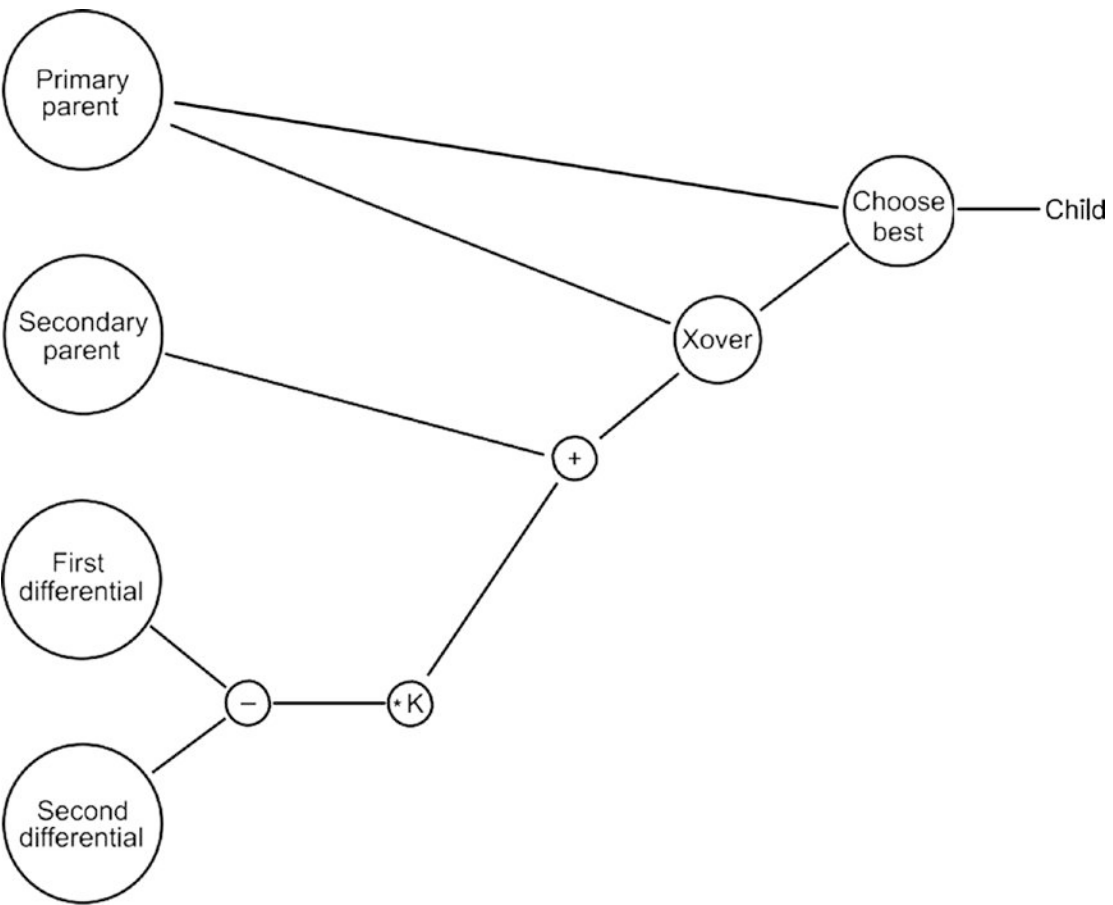 Primary
parent
Choose
best
Child
Secondary
parent
Xover
+
First
differential
−
*K
Second
differential